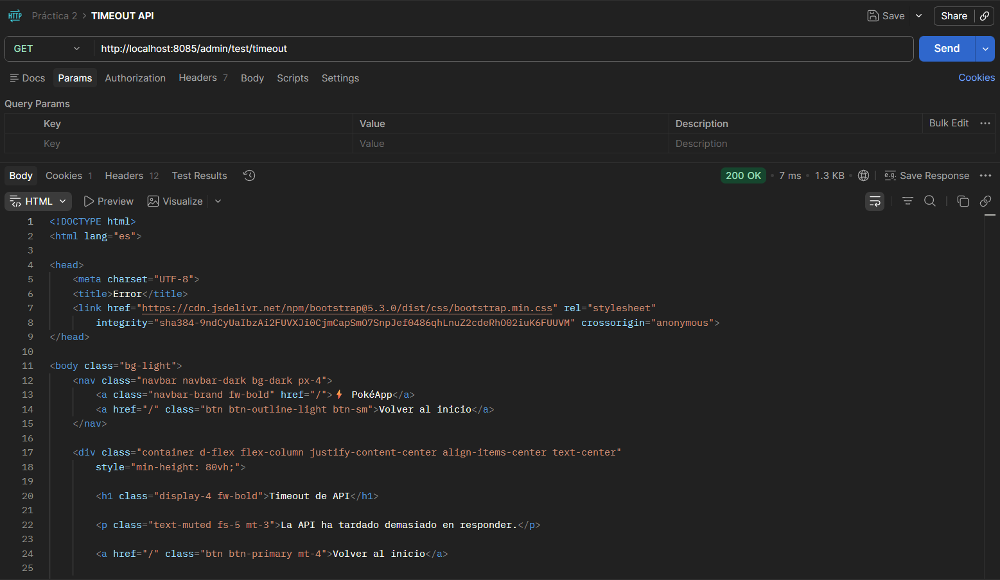 HTTP Práctica 2 > TIMEOUT API Save Share
GET http://localhost:8085/admin/test/timeout Send
Docs Params Authorization Headers 7 Body Scripts Settings Cookies
Query Params
Key Value Description Bulk Edit ...
Key Value Description
Body Cookies 1 Headers 12 Test Results 200 OK • 7 ms • 1.3 KB • e.g. Save Response ...
HTML Preview Visualize
1 <!DOCTYPE html>
2 <html lang="es">
3
4 <head>
5 <meta charset="UTF-8">
6 <title>Error</title>
7 <link href="https://cdn.jsdelivr.net/npm/bootstrap@5.3.0/dist/css/bootstrap.min.css" rel="stylesheet"
8 integrity="sha384-9ndCyUaIbzAi2FUVXJi0CjmCapSmO7SnpJef0486qhLnuZ2cdeRhO02iuK6FUUVM" crossorigin="anonymous">
9 </head>
10
11 <body class="bg-light">
12 <nav class="navbar navbar-dark bg-dark px-4">
13 <a class="navbar-brand fw-bold" href="/">⚡ PokéApp</a>
14 <a href="/" class="btn btn-outline-light btn-sm">Volver al inicio</a>
15 </nav>
16
17 <div class="container d-flex flex-column justify-content-center align-items-center text-center"
18 style="min-height: 80vh;">
19
20 <h1 class="display-4 fw-bold">Timeout de API</h1>
21
22 <p class="text-muted fs-5 mt-3">La API ha tardado demasiado en responder.</p>
23
24 <a href="/" class="btn btn-primary mt-4">Volver al inicio</a>
25